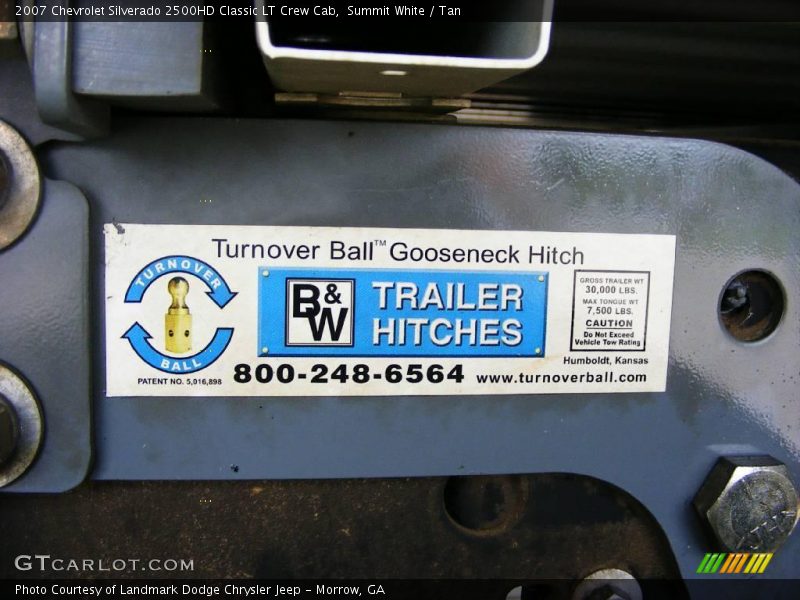 2007 Chevrolet Silverado 2500HD Classic LT Crew Cab, Summit White / Tan
Turnover Ball™ Gooseneck Hitch
TURNOVER
BALL
PATENT NO. 5,016,898
B&W
TRAILER
HITCHES
GROSS TRAILER WT
30,000 LBS.
MAX TONGUE WT
7,500 LBS.
CAUTION
Do Not Exceed
Vehicle Tow Rating
Humboldt, Kansas
800-248-6564 www.turnoverball.com
GTCARLOT.COM
Photo Courtesy of Landmark Dodge Chrysler Jeep - Morrow, GA